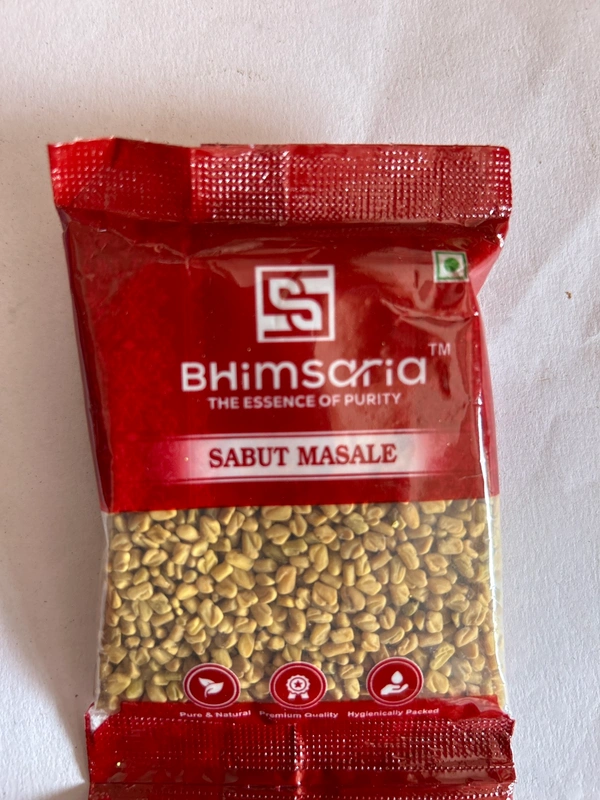 BHimsaria TM
THE ESSENCE OF PURITY
SABUT MASALE
Pure & Natural Premium Quality Hygienically Packed